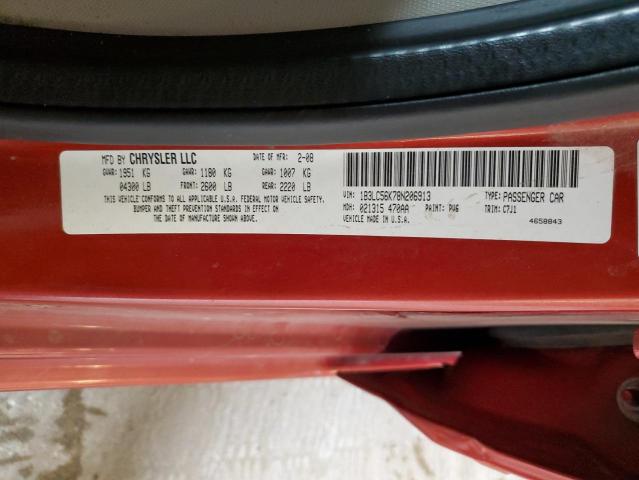 MFD BY CHRYSLER LLC DATE OF MFR: 2-08
GVWR: 1951 KG GAWR: 1180 KG GAWR: 1007 KG
04300 LB FRONT: 2600 LB REAR: 2220 LB
THIS VEHICLE CONFORMS TO ALL APPLICABLE U.S.A. FEDERAL MOTOR VEHICLE SAFETY,
BUMPER AND THEFT PREVENTION STANDARDS IN EFFECT ON
THE DATE OF MANUFACTURE SHOWN ABOVE.
VIN: 1B3LC56K78N206913 TYPE: PASSENGER CAR
MDH: 021315 470AA PAINT: PV6 TRIM: C7J1
VEHICLE MADE IN U.S.A. 4658843